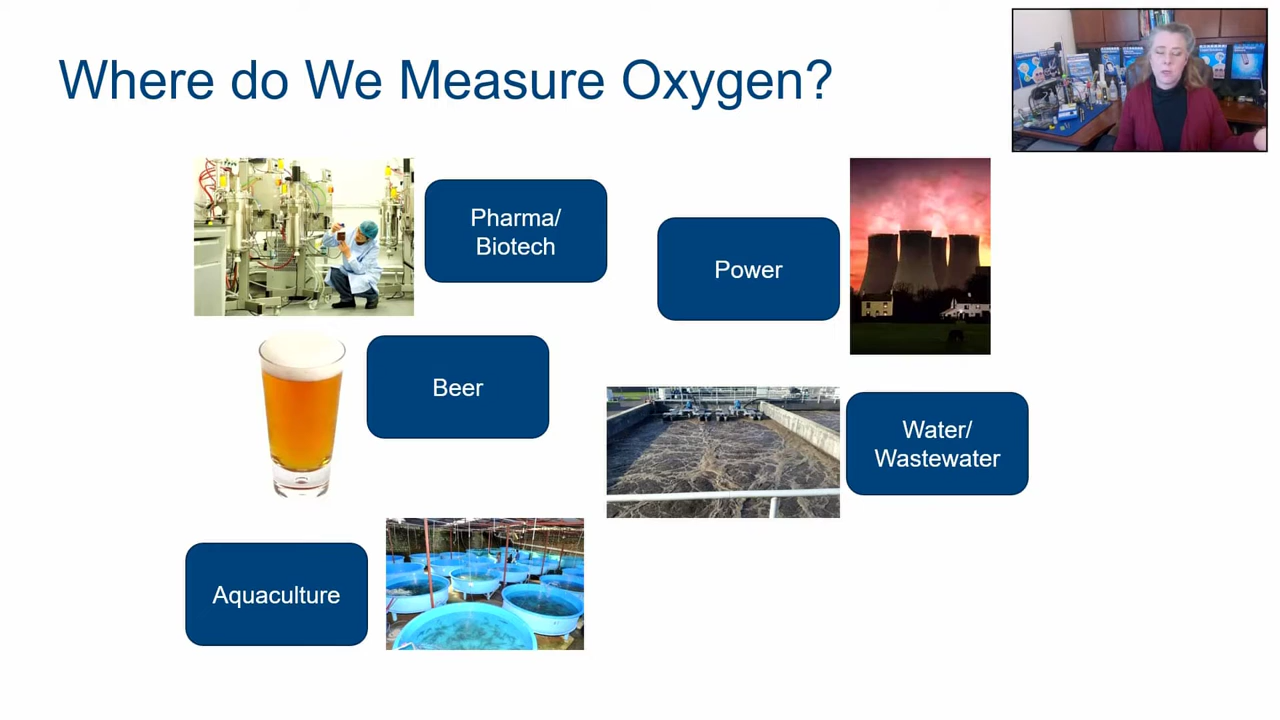 Where do We Measure Oxygen?
Pharma/
Biotech
Power
Beer
Water/
Wastewater
Aquaculture